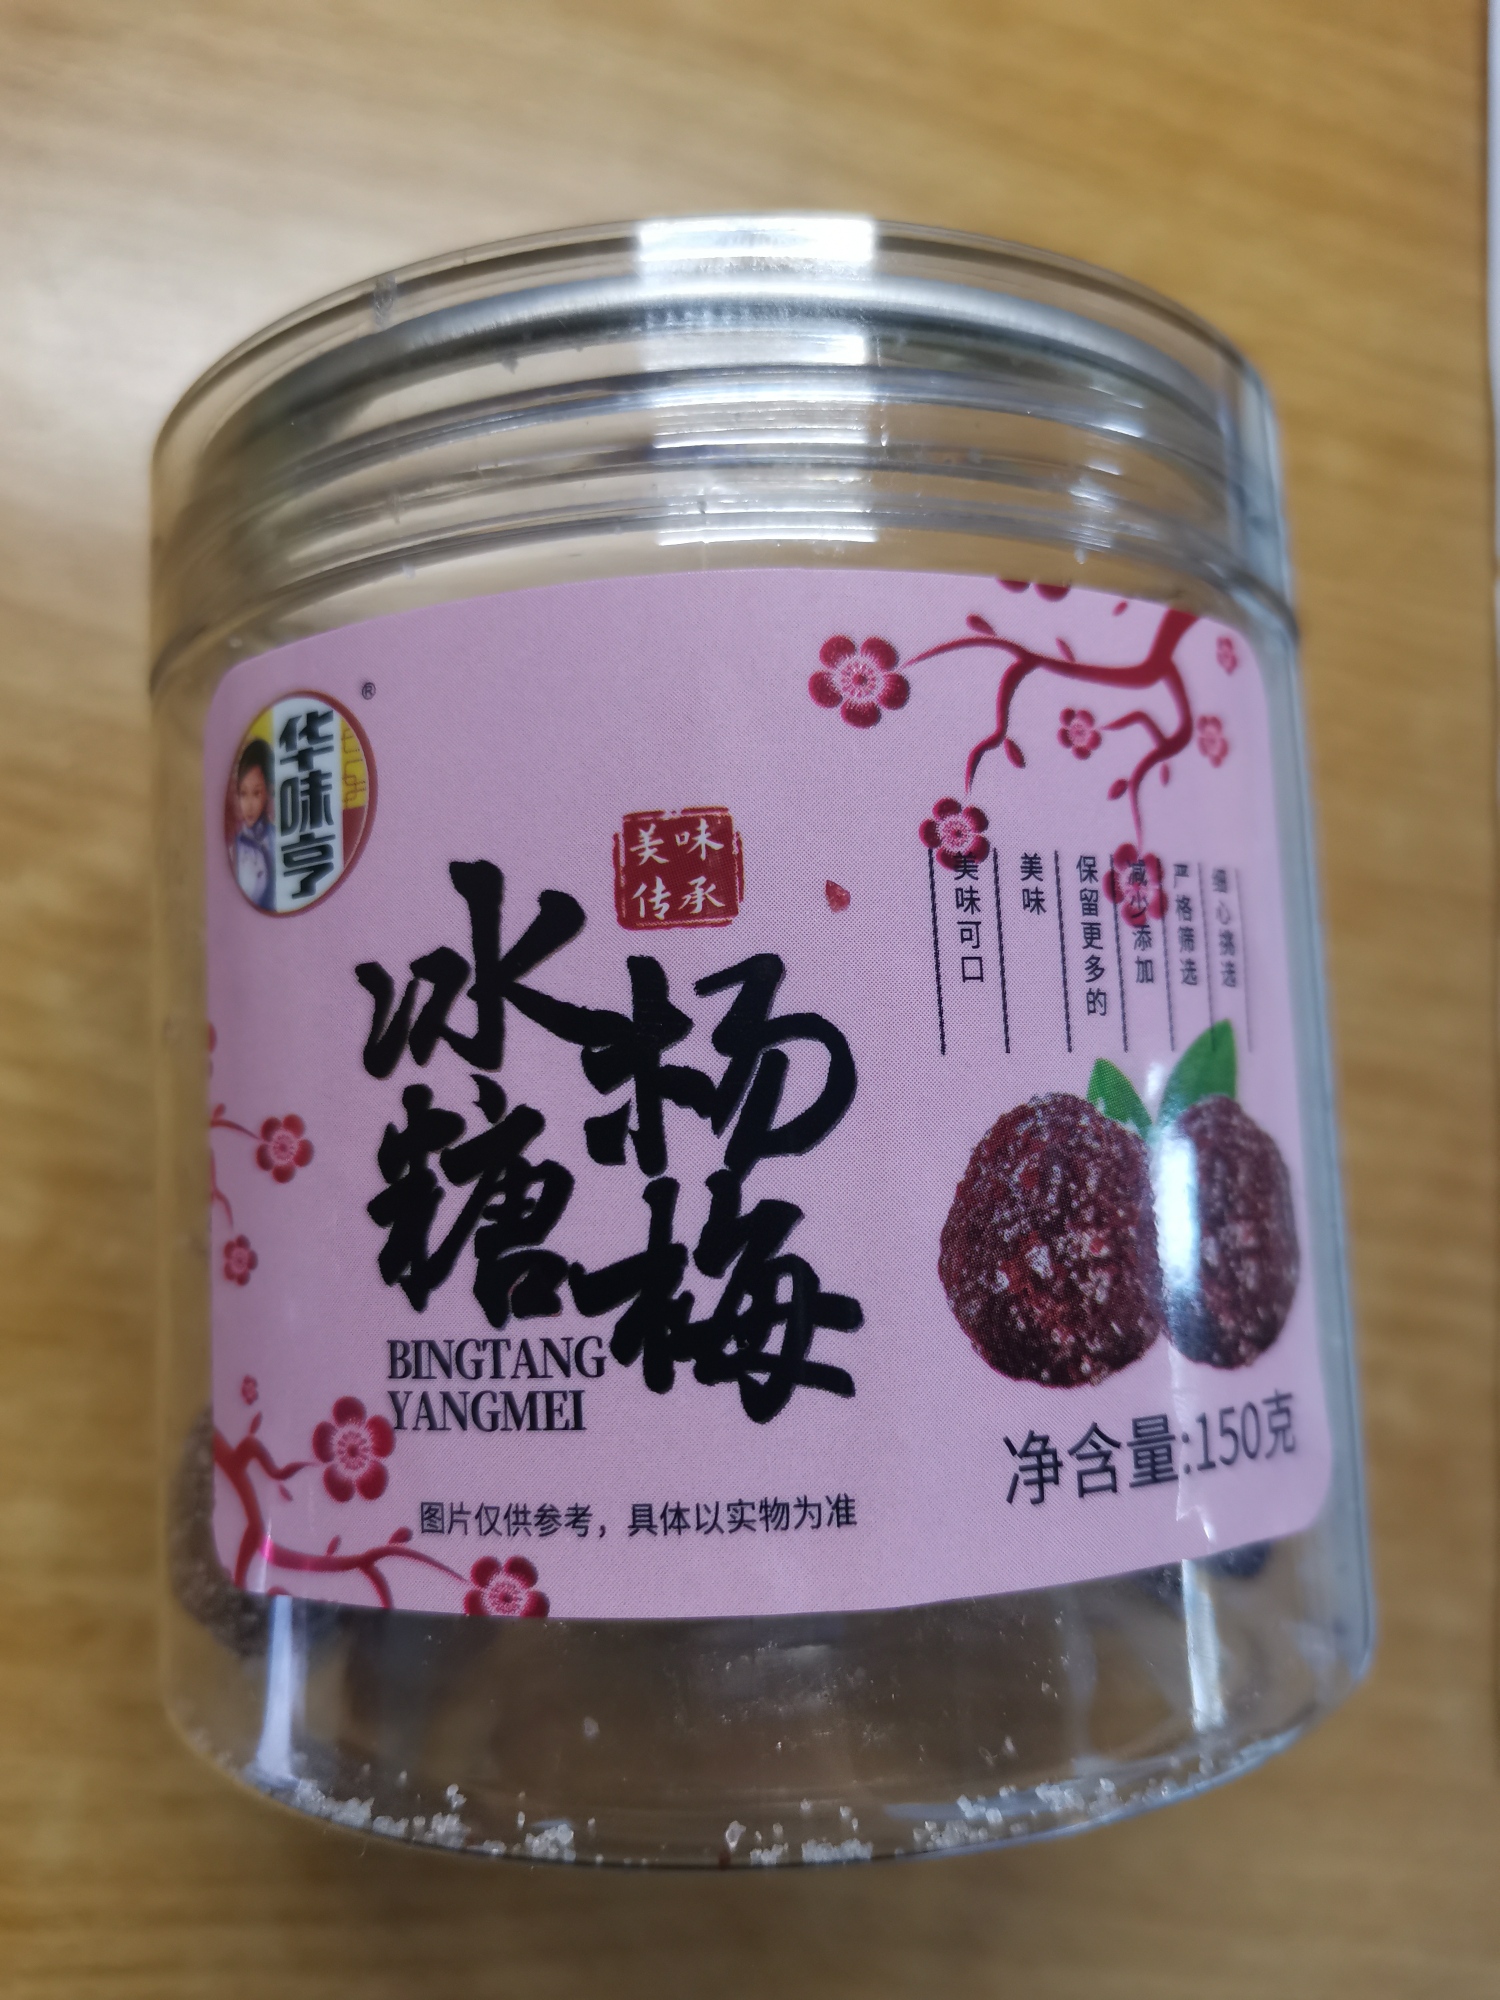 华味亨
®
美味
传承
冰糖
杨梅
BINGTANG
YANGMEI
细心挑选
严格筛选
减少添加
保留更多的
美味
美味可口
净含量:150克
图片仅供参考，具体以实物为准